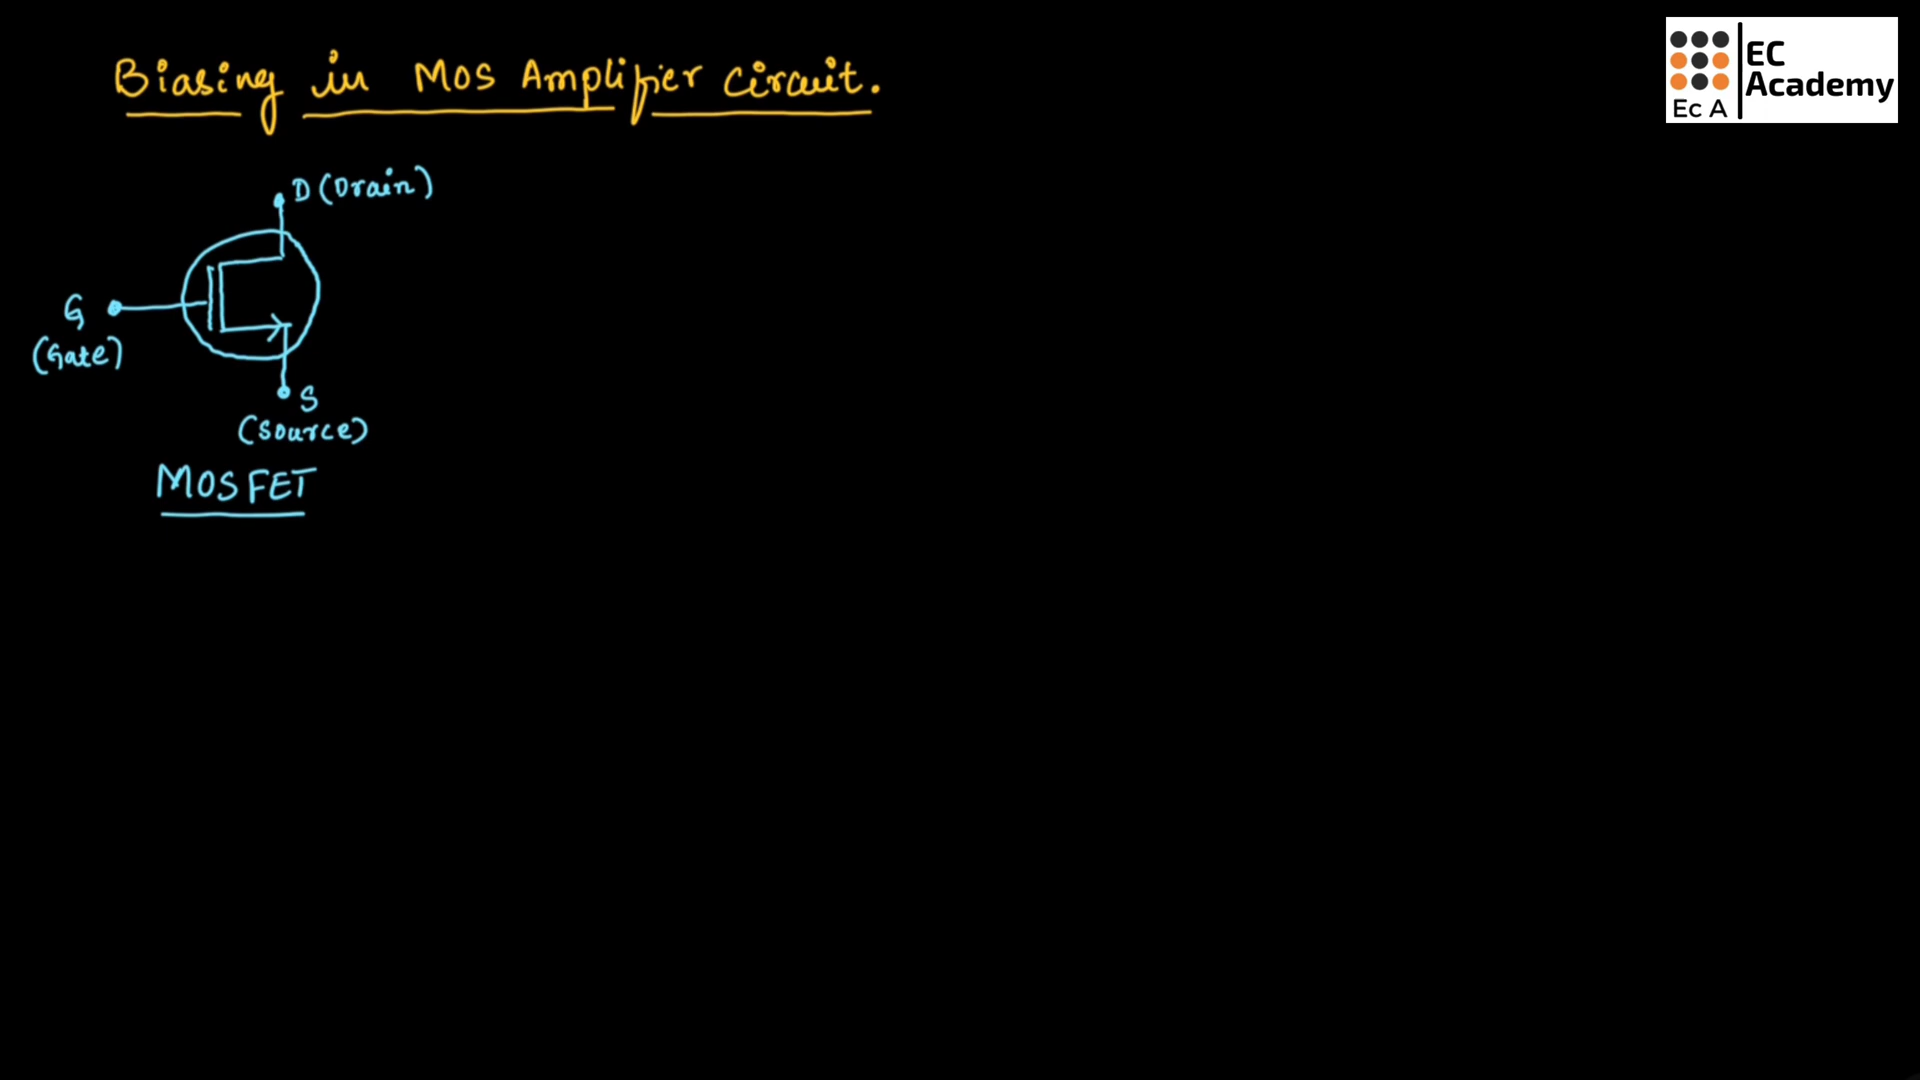 Biasing in MOS Amplifier circuit.
EC
Academy
Ec A
D (Drain)
G
(Gate)
S
(Source)
MOSFET